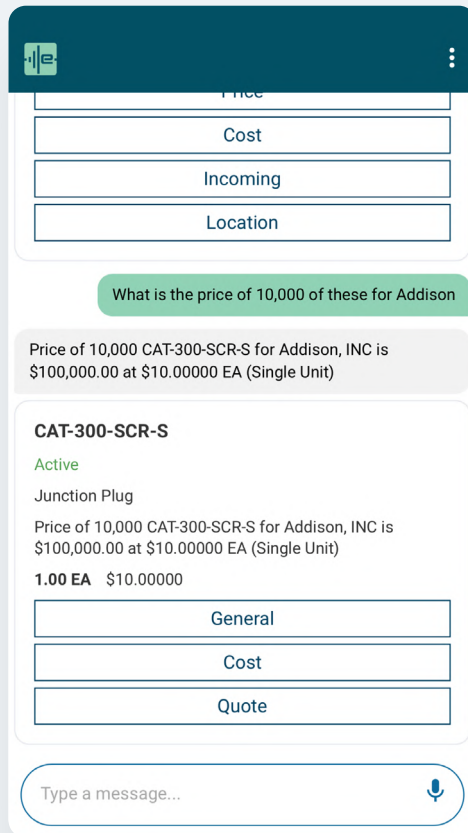 Cost
Incoming
Location
What is the price of 10,000 of these for Addison
Price of 10,000 CAT-300-SCR-S for Addison, INC is
$100,000.00 at $10.00000 EA (Single Unit)
CAT-300-SCR-S
Active
Junction Plug
Price of 10,000 CAT-300-SCR-S for Addison, INC is
$100,000.00 at $10.00000 EA (Single Unit)
1.00 EA $10.00000
General
Cost
Quote
Type a message...